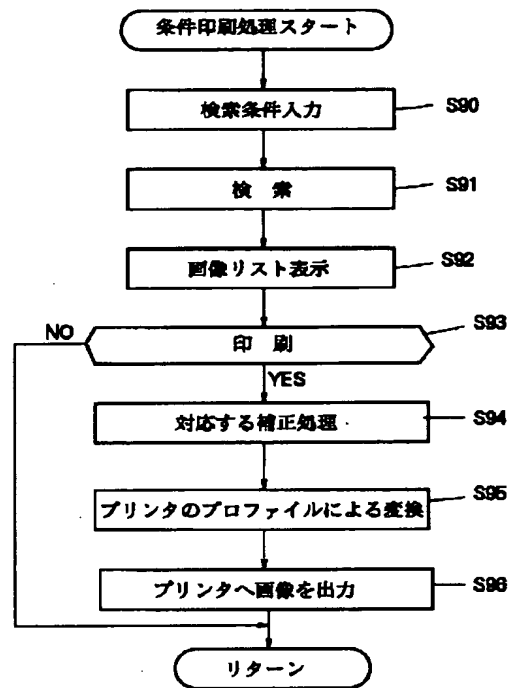 条件印刷処理スタート
検索条件入力 S90
検 索 S91
画像リスト表示 S92
印 刷 S93
NO
YES
対応する補正処理 S94
プリンタのプロファイルによる変換 S95
プリンタへ画像を出力 S96
リターン